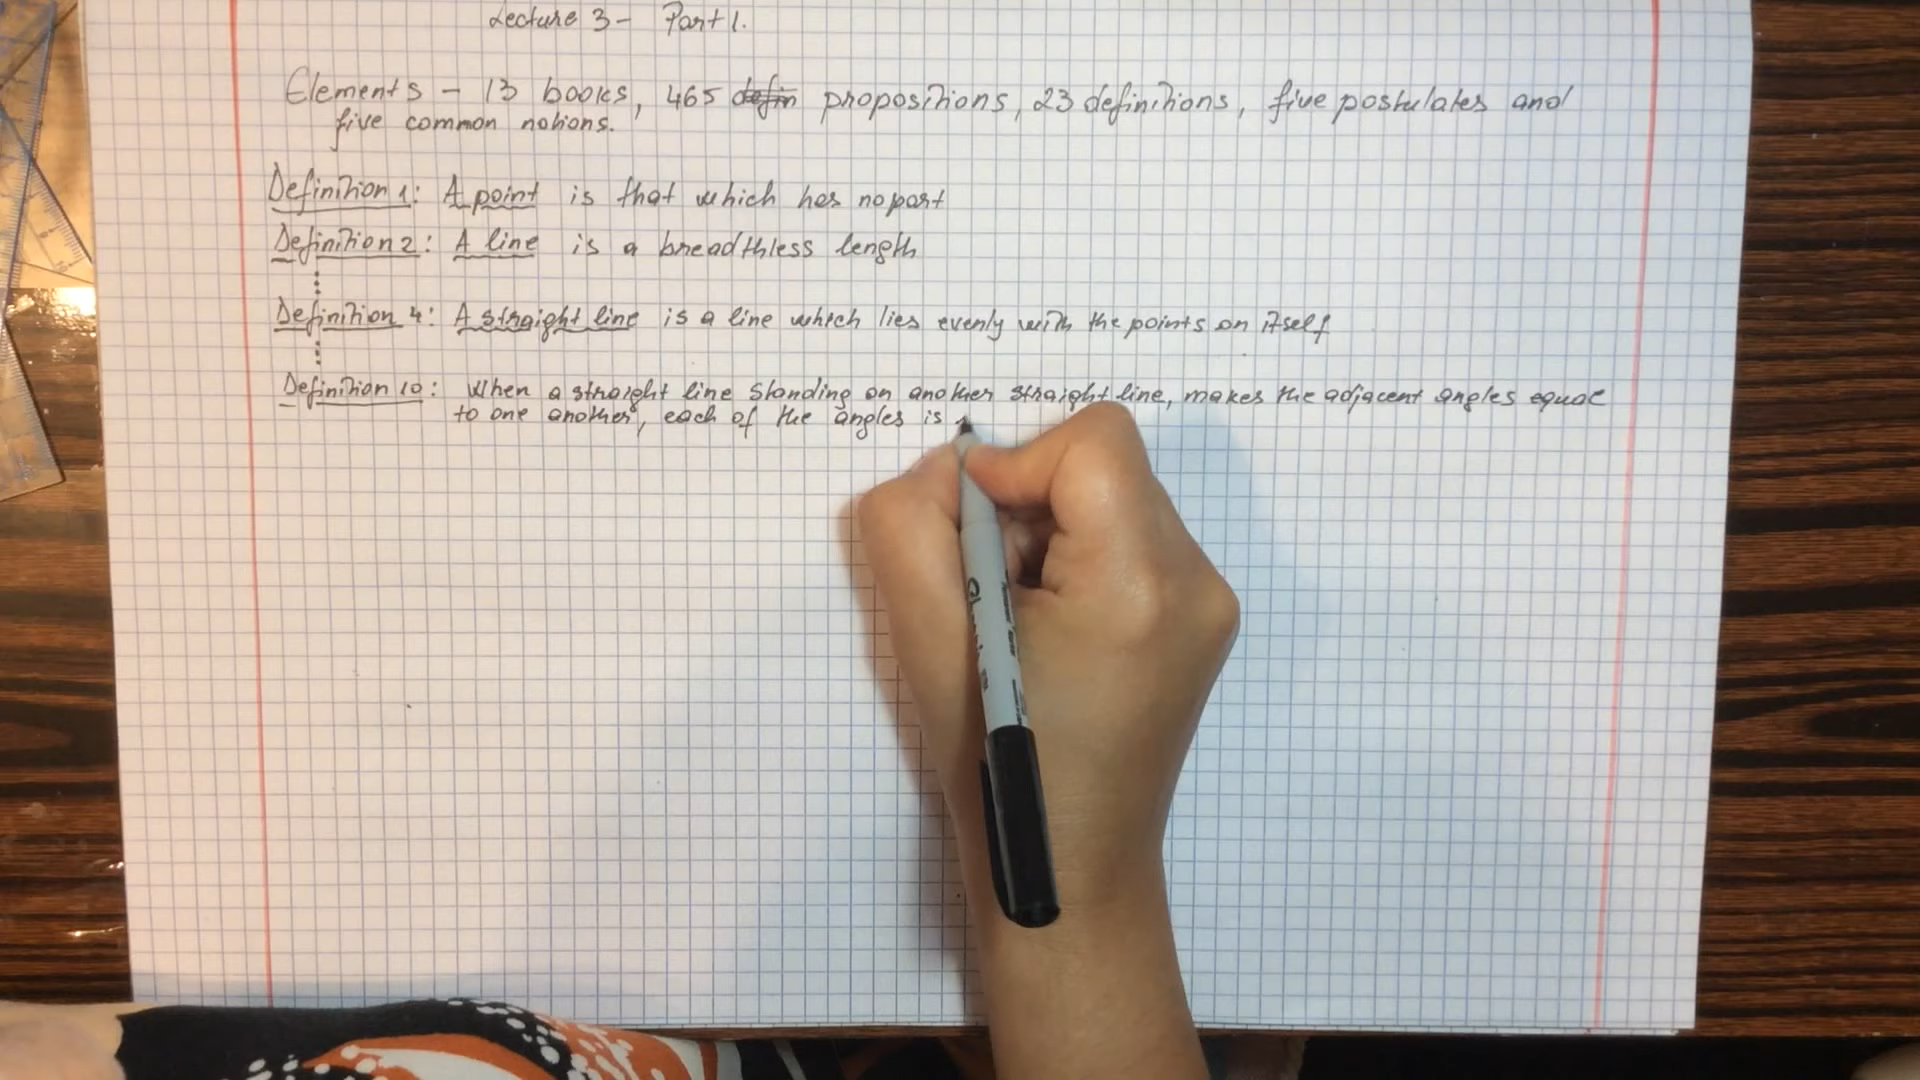 Lecture 3 - Part 1.
Elements - 13 books, 465 defin propositions, 23 definitions, five postulates and
five common notions.
Definition 1: A point is that which has no part
Definition 2: A line is a breadthless length
Definition 4: A straight line is a line which lies evenly with the points on itself
Definition 10: When a straight line standing on another straight line, makes the adjacent angles equal
to one another, each of the angles is